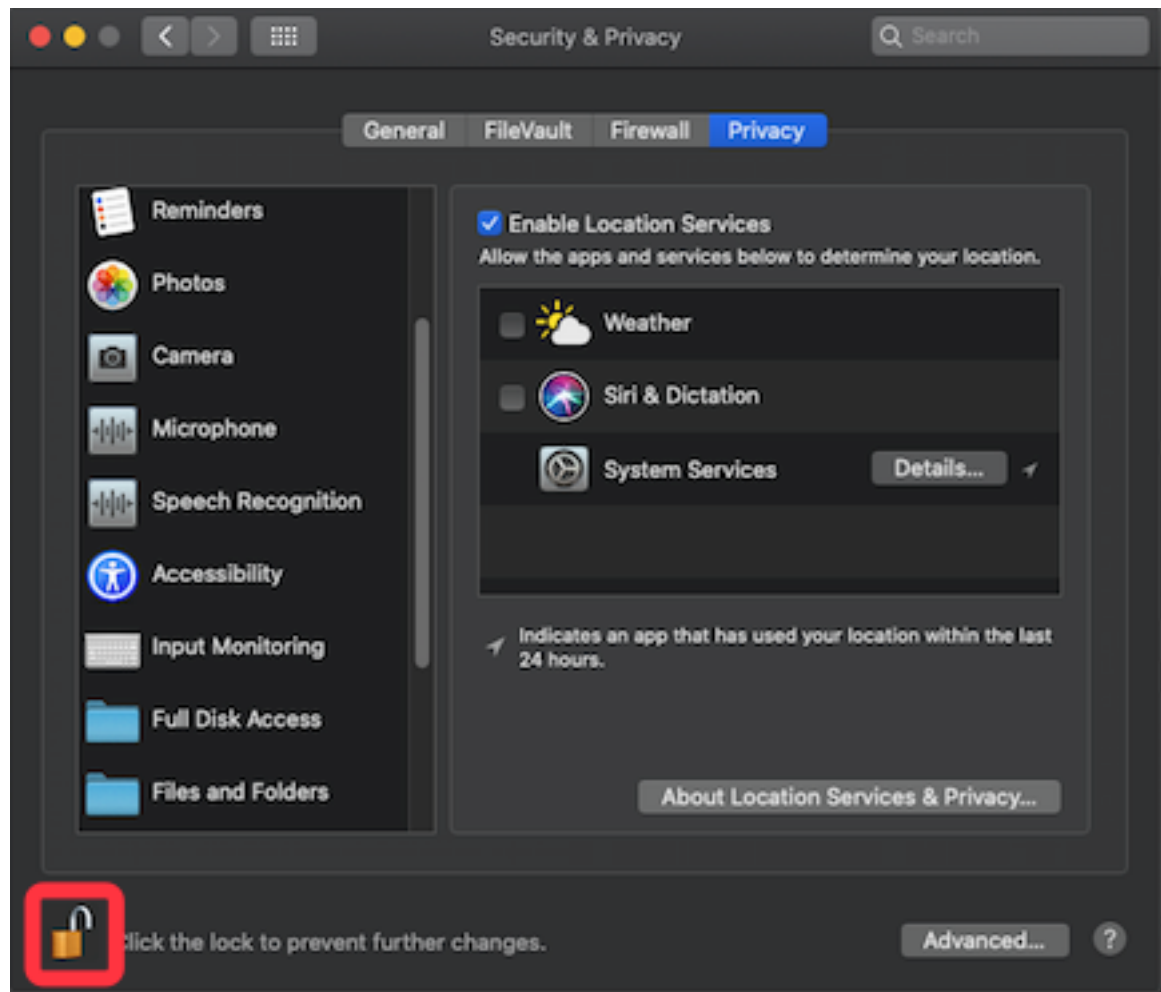 Security & Privacy
Search
General
FileVault
Firewall
Privacy
Reminders
Photos
Camera
Microphone
Speech Recognition
Accessibility
Input Monitoring
Full Disk Access
Files and Folders
Enable Location Services
Allow the apps and services below to determine your location.
Weather
Siri & Dictation
System Services
Details...
Indicates an app that has used your location within the last
24 hours.
About Location Services & Privacy...
Click the lock to prevent further changes.
Advanced...
?